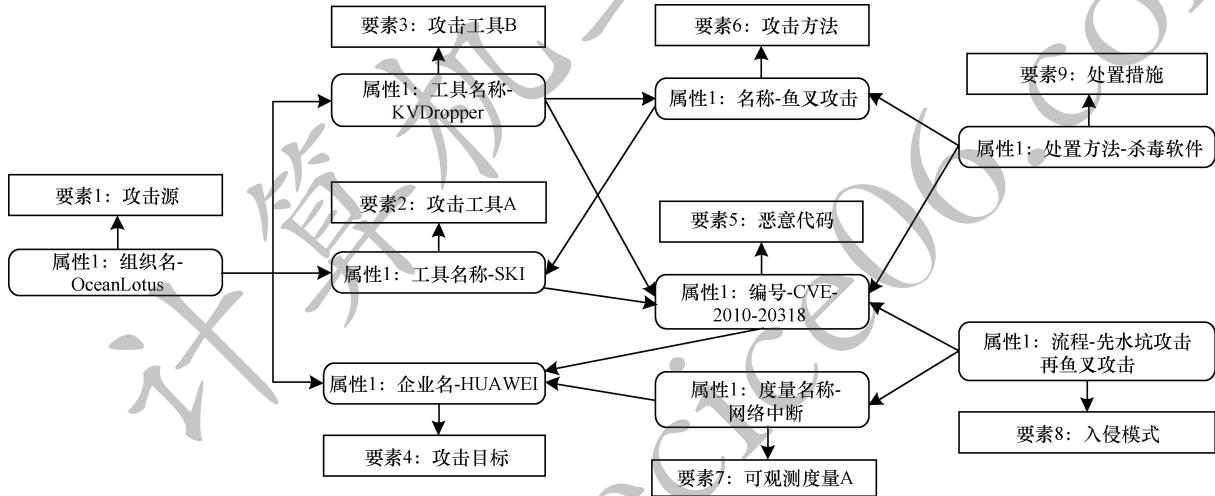 要素3：攻击工具B
要素6：攻击方法
属性1：工具名称-
KVDropper
属性1：名称-鱼叉攻击
要素9：处置措施
属性1：处置方法-杀毒软件
要素1：攻击源
要素2：攻击工具A
要素5：恶意代码
属性1：组织名-
OceanLotus
属性1：工具名称-SKI
属性1：编号-CVE-
2010-20318
属性1：流程-先水坑攻击
再鱼叉攻击
属性1：企业名-HUAWEI
属性1：度量名称-
网络中断
要素4：攻击目标
要素7：可观测度量A
要素8：入侵模式
计算机
cice06.co